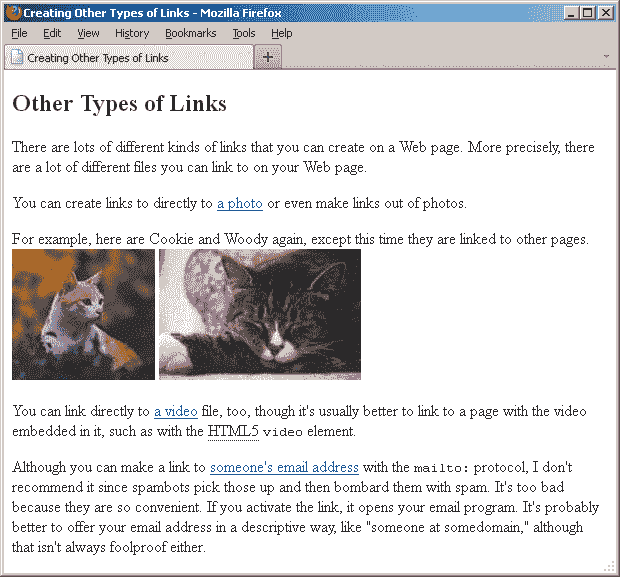 Creating Other Types of Links - Mozilla Firefox
File Edit View History Bookmarks Tools Help
Creating Other Types of Links
Other Types of Links
There are lots of different kinds of links that you can create on a Web page. More precisely, there
are a lot of different files you can link to on your Web page.
You can create links to directly to a photo or even make links out of photos.
For example, here are Cookie and Woody again, except this time they are linked to other pages.
You can link directly to a video file, too, though it's usually better to link to a page with the video
embedded in it, such as with the HTML5 video element.
Although you can make a link to someone's email address with the mailto: protocol, I don't
recommend it since spambots pick those up and then bombard them with spam. It's too bad
because they are so convenient. If you activate the link, it opens your email program. It's probably
better to offer your email address in a descriptive way, like "someone at somedomain," although
that isn't always foolproof either.